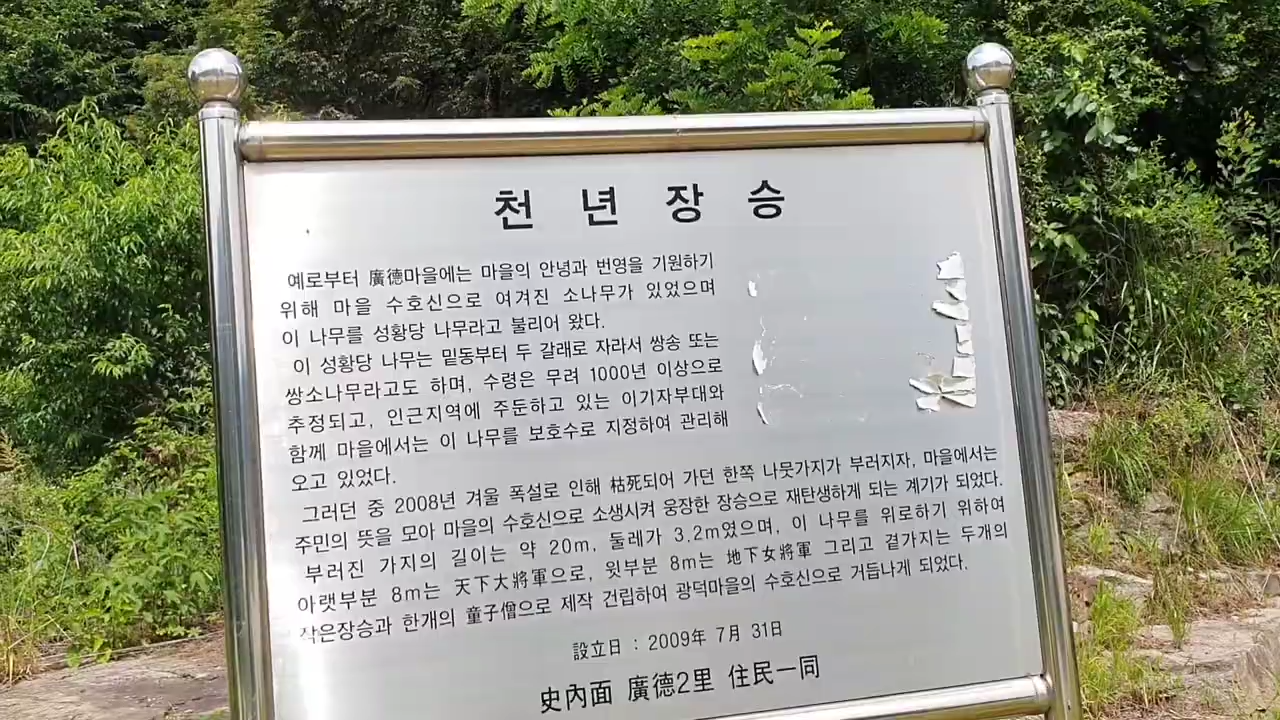 천년장승
예로부터 廣德마을에는 마을의 안녕과 번영을 기원하기
위해 마을 수호신으로 여겨진 소나무가 있었으며
이 나무를 성황당 나무라고 불리어 왔다.
이 성황당 나무는 밑동부터 두 갈래로 자라서 쌍송 또는
쌍소나무라고도 하며, 수령은 무려 1000년 이상으로
추정되고, 인근지역에 주둔하고 있는 이기자부대와
함께 마을에서는 이 나무를 보호수로 지정하여 관리해
오고 있었다.
그러던 중 2008년 겨울 폭설로 인해 枯死되어 가던 한쪽 나뭇가지가 부러지자, 마을에서는
주민의 뜻을 모아 마을의 수호신으로 소생시켜 웅장한 장승으로 재탄생하게 되는 계기가 되었다.
부러진 가지의 길이는 약 20m, 둘레가 3.2m였으며, 이 나무를 위로하기 위하여
아랫부분 8m는 天下大將軍으로, 윗부분 8m는 地下女將軍 그리고 곁가지는 두개의
작은장승과 한개의 童子僧으로 제작 건립하여 광덕마을의 수호신으로 거듭나게 되었다.
設立日 : 2009年 7月 31日
史內面 廣德2里 住民一同